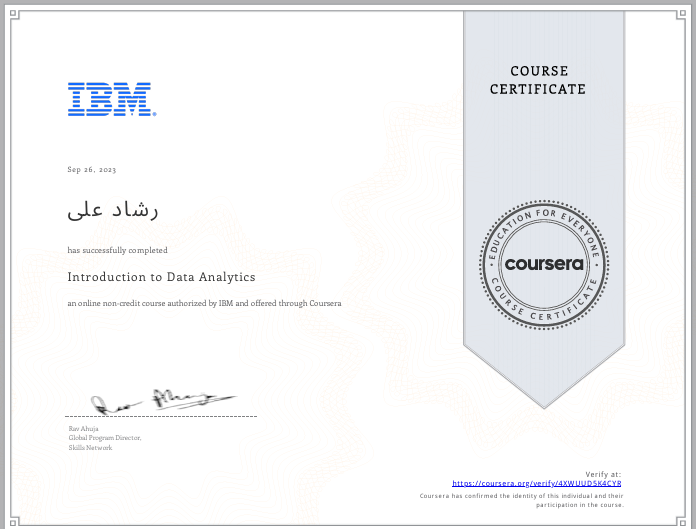 COURSE
CERTIFICATE
IBM
Sep 26, 2023
رشاد علی
has successfully completed
Introduction to Data Analytics
an online non-credit course authorized by IBM and offered through Coursera
EDUCATION FOR EVERYONE
coursera
COURSE CERTIFICATE
Rav Ahuja
Global Program Director,
Skills Network
Verify at:
https://coursera.org/verify/4XWUUD5K4CYR
Coursera has confirmed the identity of this individual and their
participation in the course.